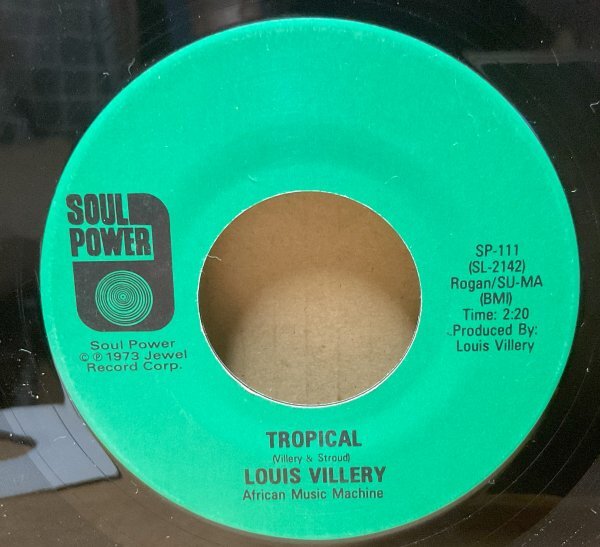 SOUL
POWER
Soul Power
© ℗ 1973 Jewel
Record Corp.
SP-111
(SL-2142)
Rogan/SU-MA
(BMI)
Time: 2:20
Produced By:
Louis Villery
TROPICAL
(Villery & Stroud)
LOUIS VILLERY
African Music Machine